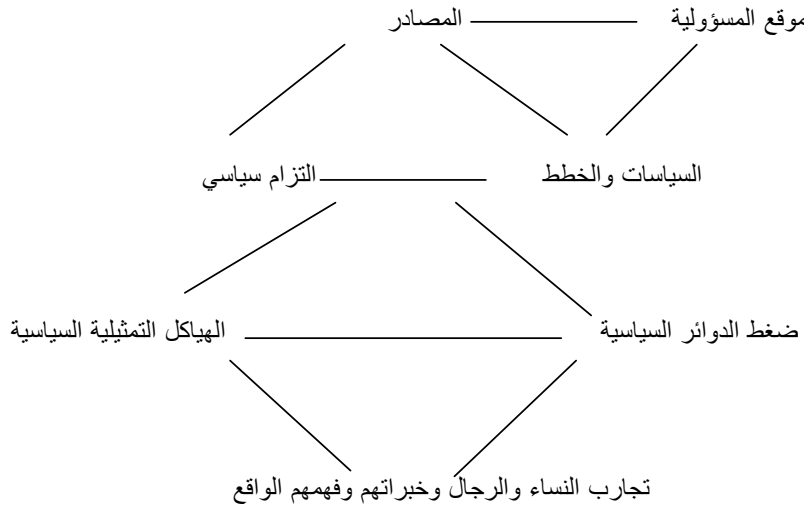 موقع المسؤولية
المصادر
السياسات والخطط
التزام سياسي
ضغط الدوائر السياسية
الهياكل التمثيلية السياسية
تجارب النساء والرجال وخبراتهم وفهمهم الواقع